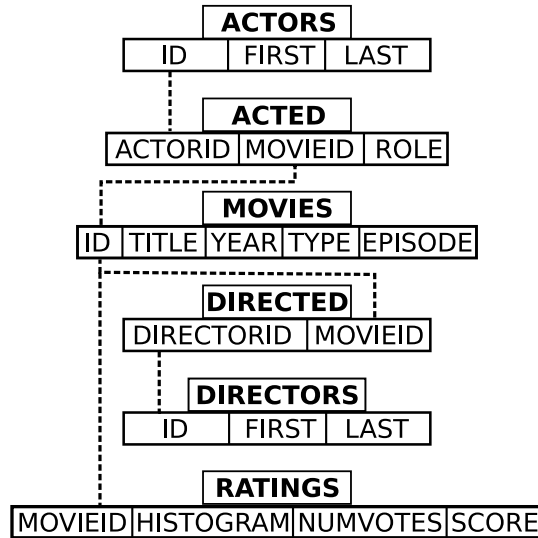 ACTORS
ID FIRST LAST
ACTED
ACTORID MOVIEID ROLE
MOVIES
ID TITLE YEAR TYPE EPISODE
DIRECTED
DIRECTORID MOVIEID
DIRECTORS
ID FIRST LAST
RATINGS
MOVIEID HISTOGRAM NUMVOTES SCORE